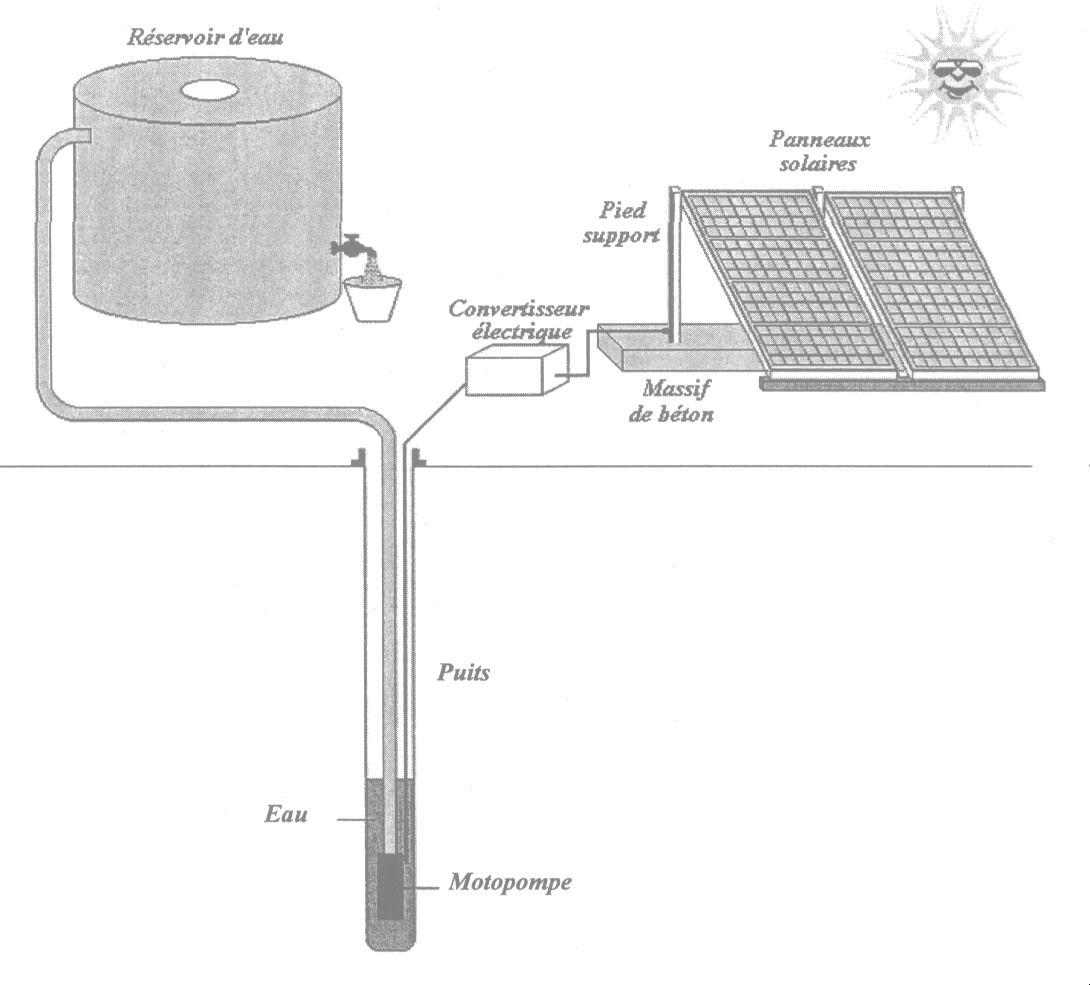 Réservoir d'eau
Panneaux
solaires
Pied
support
Convertisseur
électrique
Massif
de béton
Puits
Eau
Motopompe